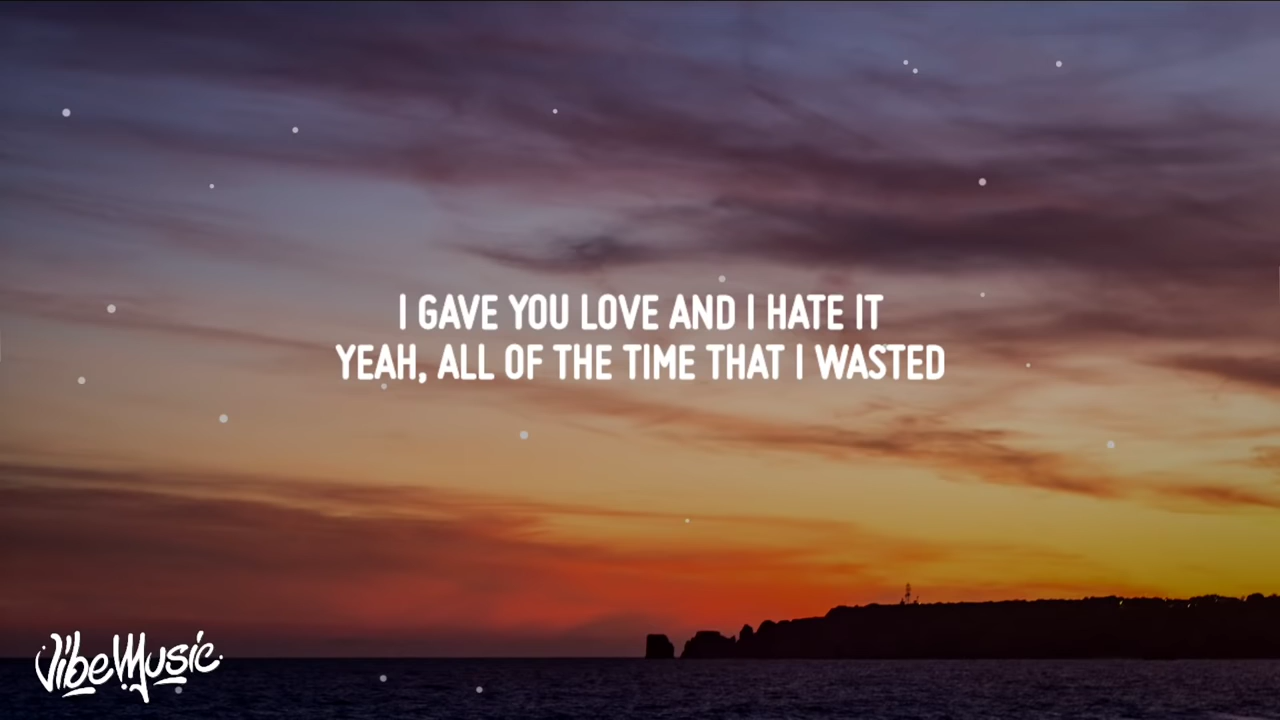 I GAVE YOU LOVE AND I HATE IT
YEAH, ALL OF THE TIME THAT I WASTED
VibeMusic